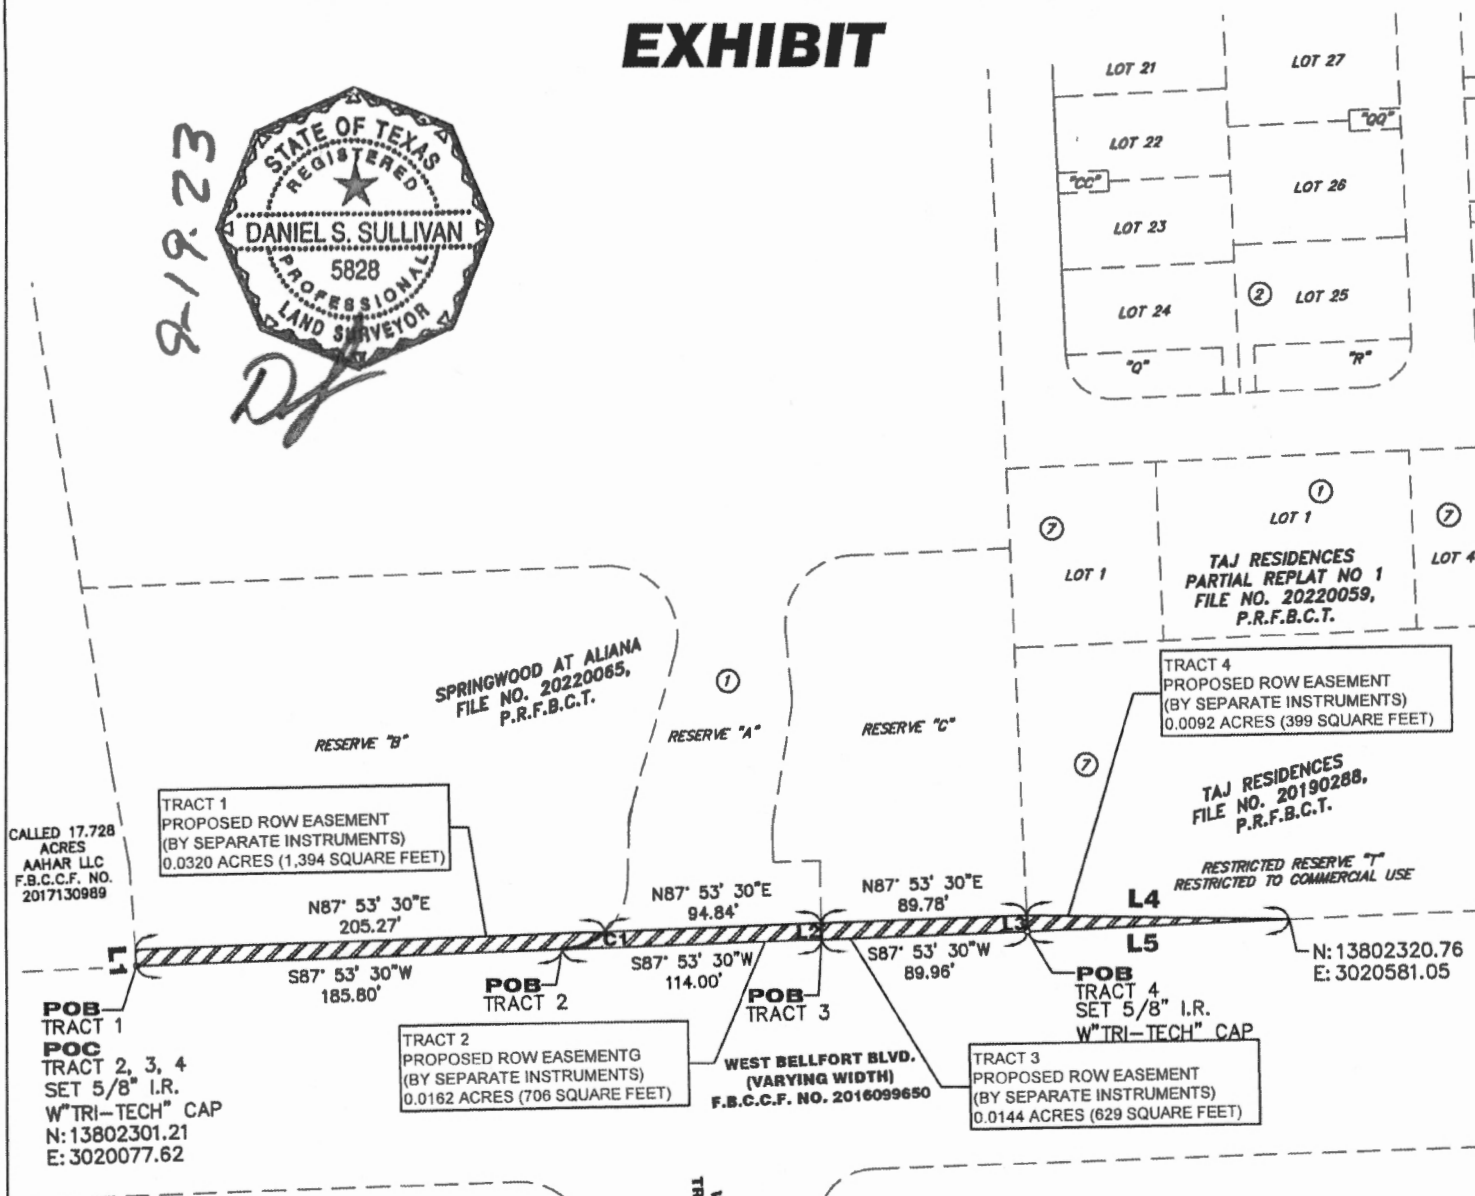 EXHIBIT
9-19-23
STATE OF TEXAS
REGISTERED
DANIEL S. SULLIVAN
5828
PROFESSIONAL
LAND SURVEYOR
LOT 21
LOT 22
"CC"
LOT 23
LOT 24
"Q"
LOT 27
"QQ"
LOT 26
2
LOT 25
"R"
7
LOT 1
1
LOT 1
TAJ RESIDENCES
PARTIAL REPLAT NO 1
FILE NO. 20220059,
P.R.F.B.C.T.
7
LOT 4
SPRINGWOOD AT ALIANA
FILE NO. 20220065,
P.R.F.B.C.T.
RESERVE "B"
1
RESERVE "A"
RESERVE "C"
7
TRACT 4
PROPOSED ROW EASEMENT
(BY SEPARATE INSTRUMENTS)
0.0092 ACRES (399 SQUARE FEET)
TAJ RESIDENCES
FILE NO. 20190288,
P.R.F.B.C.T.
RESTRICTED RESERVE "T"
RESTRICTED TO COMMERCIAL USE
TRACT 1
PROPOSED ROW EASEMENT
(BY SEPARATE INSTRUMENTS)
0.0320 ACRES (1,394 SQUARE FEET)
CALLED 17.728
ACRES
AAHAR LLC
F.B.C.C.F. NO.
2017130989
N87° 53' 30"E
205.27'
N87° 53' 30"E
94.84'
N87° 53' 30"E
89.78'
L1
C1
L2
L3
L4
L5
S87° 53' 30"W
185.80'
S87° 53' 30"W
114.00'
S87° 53' 30"W
89.96'
N: 13802320.76
E: 3020581.05
POB
TRACT 1
POC
TRACT 2, 3, 4
SET 5/8" I.R.
W"TRI-TECH" CAP
N: 13802301.21
E: 3020077.62
POB
TRACT 2
POB
TRACT 3
POB
TRACT 4
SET 5/8" I.R.
W"TRI-TECH" CAP
TRACT 2
PROPOSED ROW EASEMENTG
(BY SEPARATE INSTRUMENTS)
0.0162 ACRES (706 SQUARE FEET)
WEST BELLFORT BLVD.
(VARYING WIDTH)
F.B.C.C.F. NO. 2016099650
TRACT 3
PROPOSED ROW EASEMENT
(BY SEPARATE INSTRUMENTS)
0.0144 ACRES (629 SQUARE FEET)